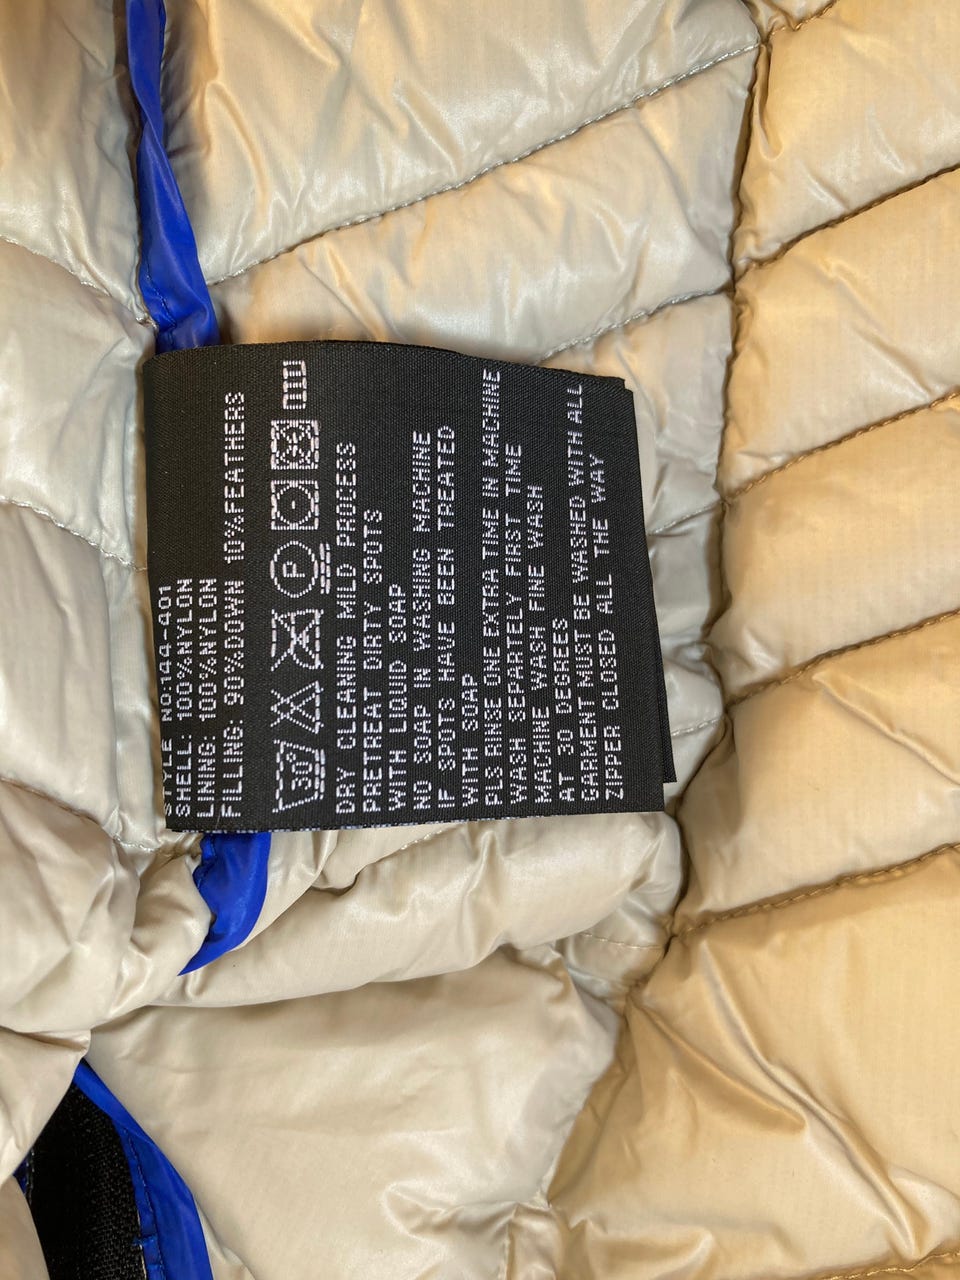 STYLE NO:144-401
SHELL: 100%NYLON
LINING: 100%NYLON
FILLING: 90%DOWN 10%FEATHERS
30° P
DRY CLEANING MILD PROCESS
PRETREAT DIRTY SPOTS
WITH LIQUID SOAP
NO SOAP IN WASHING MACHINE
IF SPOTS HAVE BEEN TREATED
WITH SOAP
PLS RINSE ONE EXTRA TIME IN MACHINE
WASH SEPARTELY FIRST TIME
MACHINE WASH FINE WASH
AT 30 DEGREES
GARMENT MUST BE WASHED WITH ALL
ZIPPER CLOSED ALL THE WAY